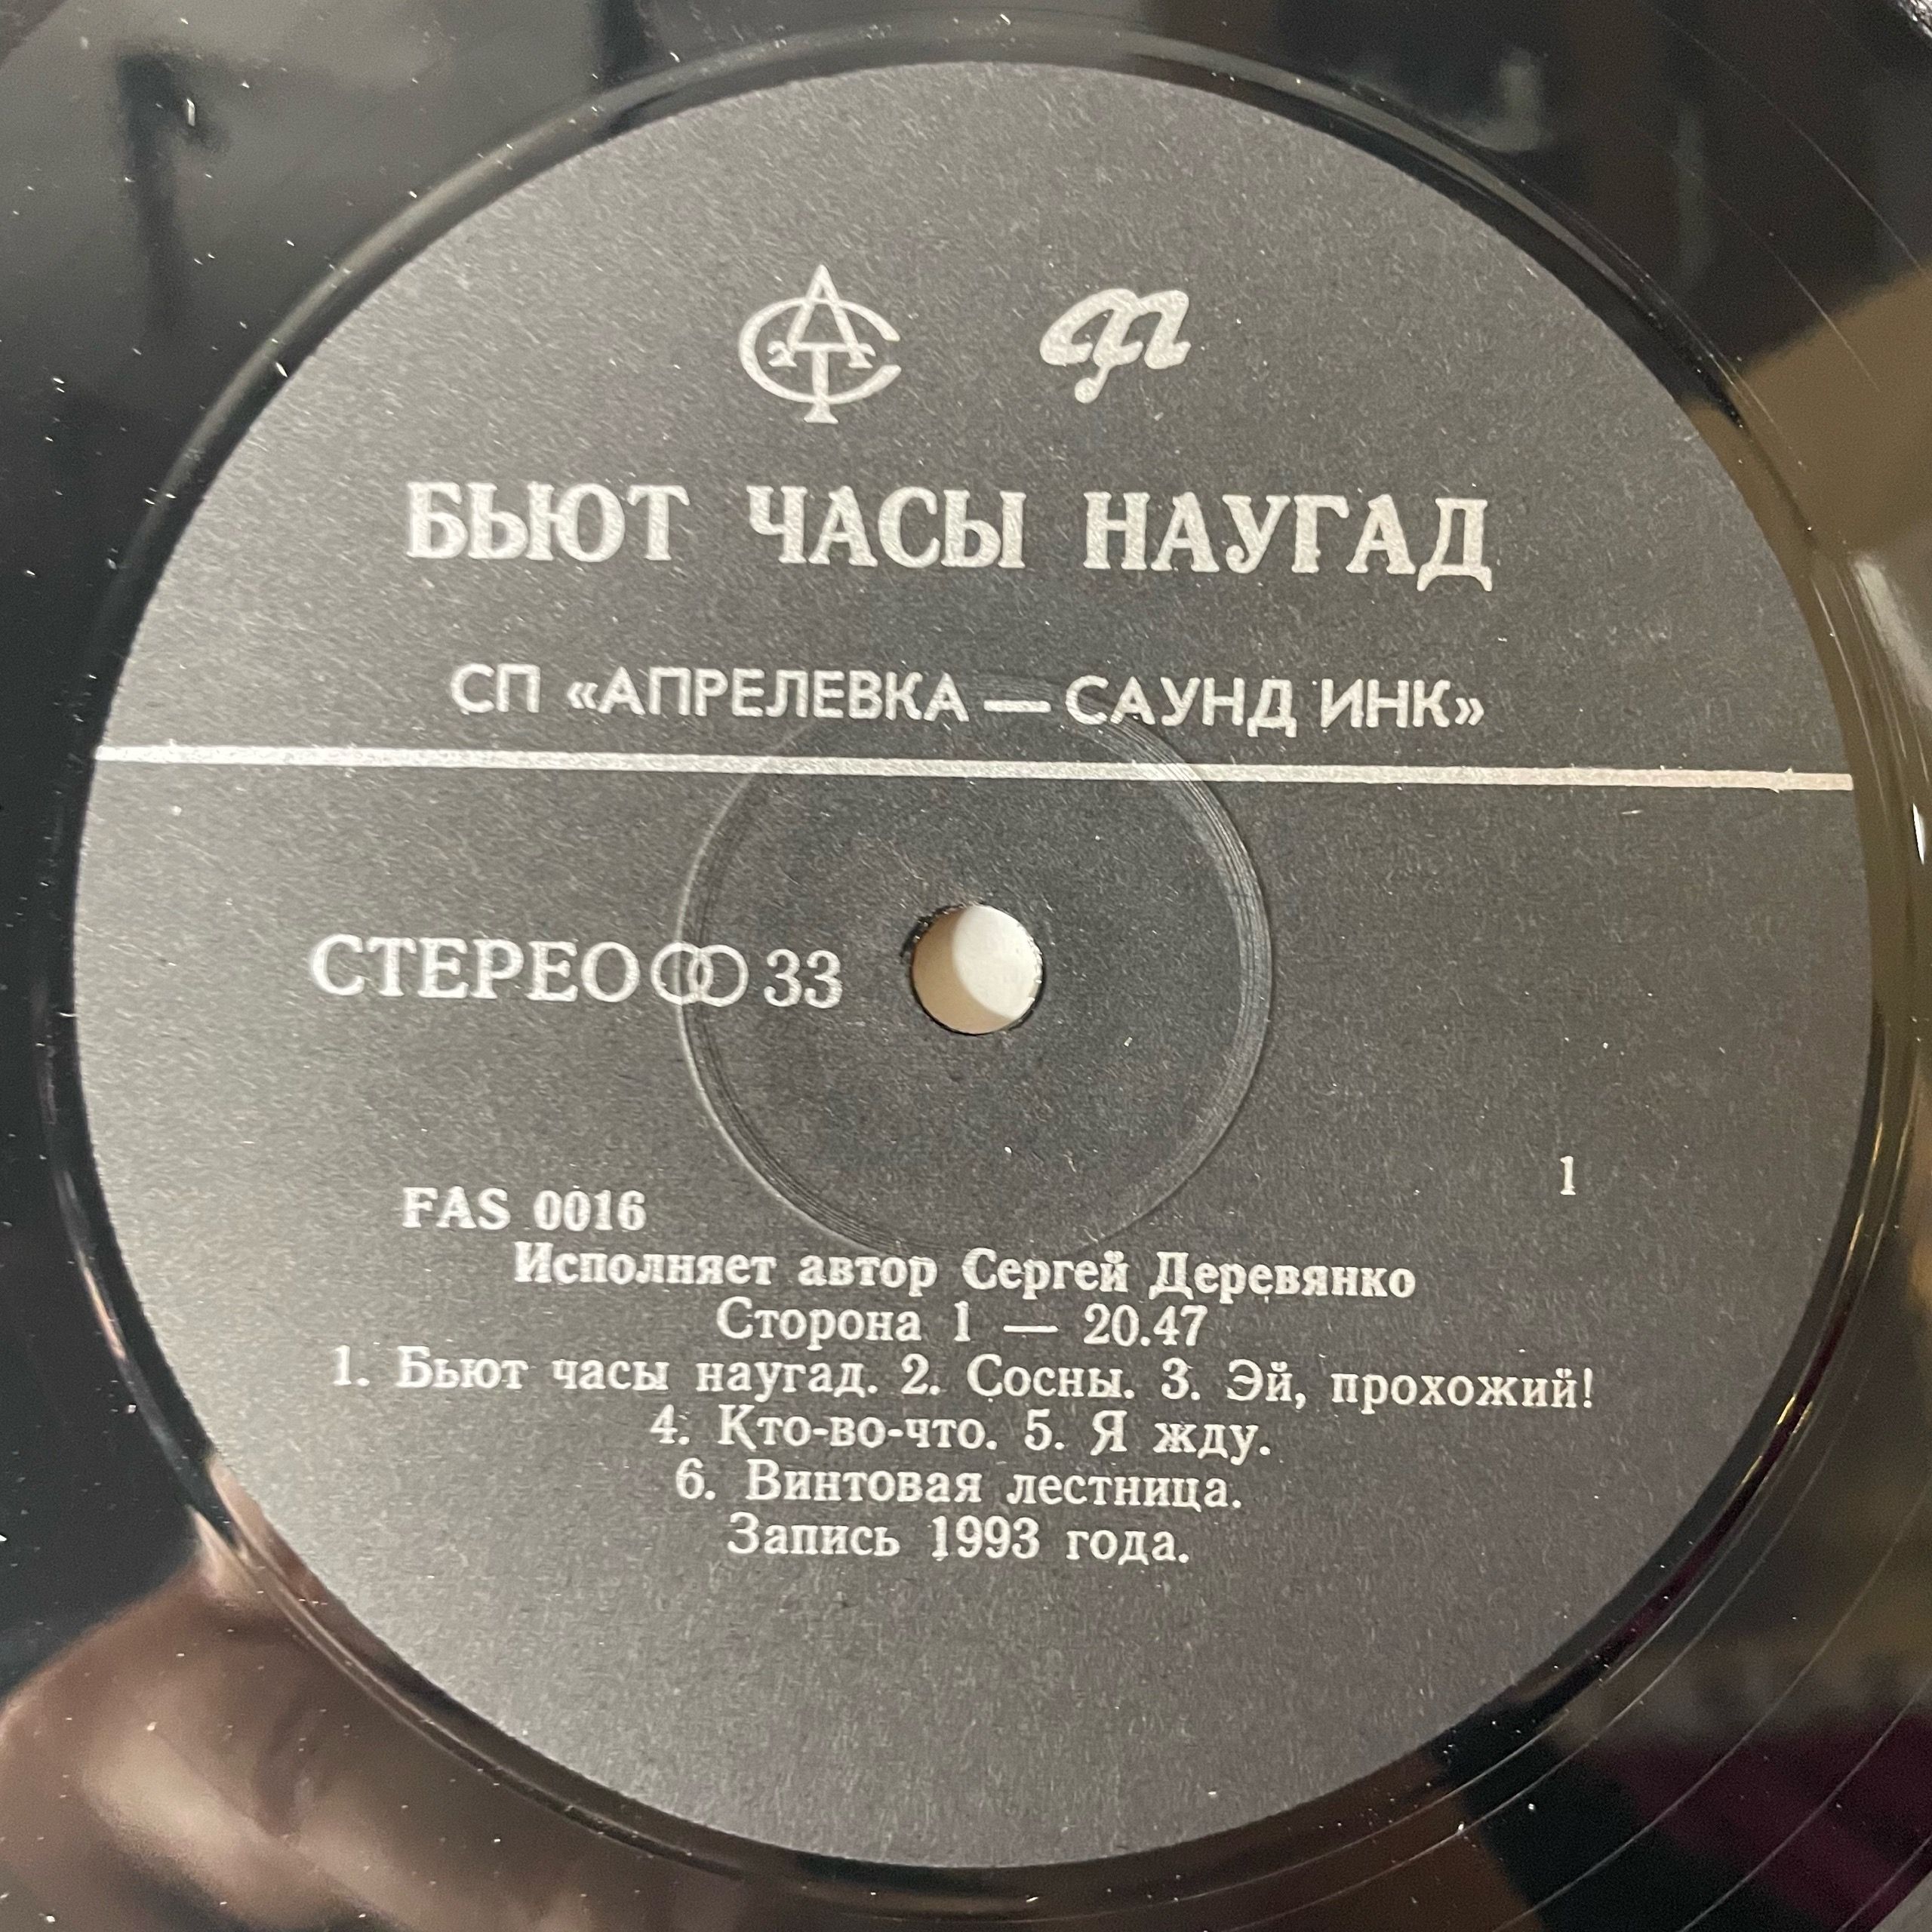 БЬЮТ ЧАСЫ НАУГАД
СП «АПРЕЛЕВКА — САУНД ИНК»
СТЕРЕО 33
1
FAS 0016
Исполняет автор Сергей Деревянко
Сторона 1 — 20.47
1. Бьют часы наугад. 2. Сосны. 3. Эй, прохожий!
4. Кто-во-что. 5. Я жду.
6. Винтовая лестница.
Запись 1993 года.